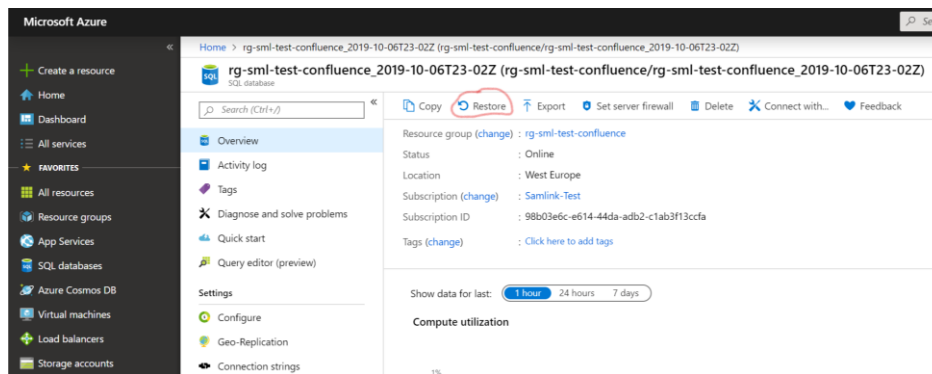 Microsoft Azure
Se
«
Home > rg-sml-test-confluence_2019-10-06T23-02Z (rg-sml-test-confluence/rg-sml-test-confluence_2019-10-06T23-02Z)
rg-sml-test-confluence_2019-10-06T23-02Z (rg-sml-test-confluence/rg-sml-test-confluence_2019-10-06T23-02Z)
SQL
SQL database
Create a resource
Home
Dashboard
All services
FAVORITES
All resources
Resource groups
App Services
SQL databases
Azure Cosmos DB
Virtual machines
Load balancers
Storage accounts
Search (Ctrl+/)
«
Overview
Activity log
Tags
Diagnose and solve problems
Quick start
Query editor (preview)
Settings
Configure
Geo-Replication
Connection strings
Copy Restore Export Set server firewall Delete Connect with... Feedback
Resource group (change) : rg-sml-test-confluence
Status : Online
Location : West Europe
Subscription (change) : Samlink-Test
Subscription ID : 98b03e6c-e614-44da-adb2-c1ab3f13ccfa
Tags (change) : Click here to add tags
Show data for last: 1 hour 24 hours 7 days
Compute utilization
1%